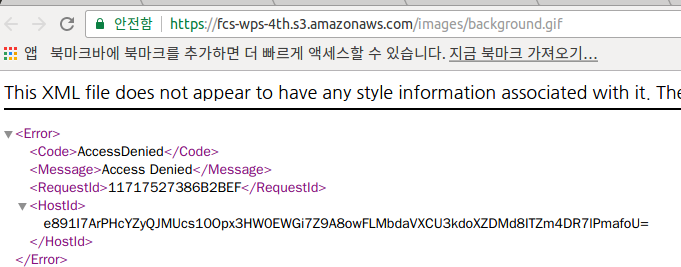 안전함 https://fcs-wps-4th.s3.amazonaws.com/images/background.gif
앱 북마크바에 북마크를 추가하면 더 빠르게 액세스할 수 있습니다. 지금 북마크 가져오기...
This XML file does not appear to have any style information associated with it. The
<Error>
<Code>AccessDenied</Code>
<Message>Access Denied</Message>
<RequestId>11717527386B2BEF</RequestId>
<HostId>
e891I7ArPHcYZyQJMUcs10Opx3HW0EWGi7Z9A8owFLMbdaVXCU3kdoXZDMd8ITZm4DR7lPmafoU=
</HostId>
</Error>